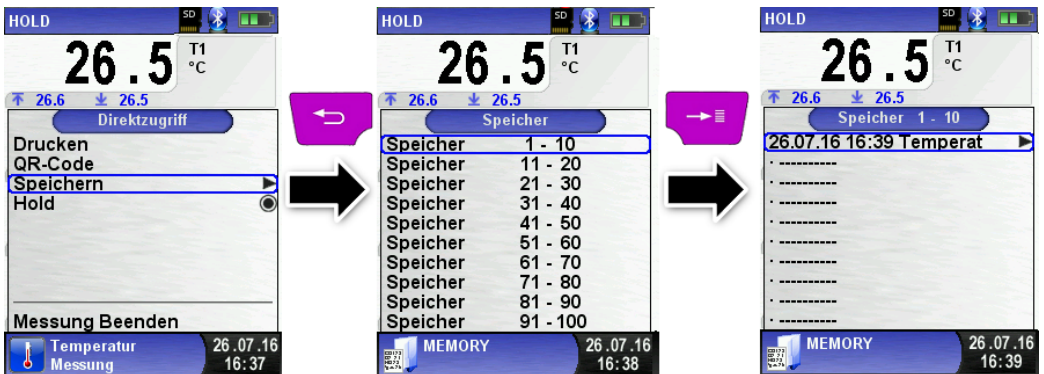 HOLD
SD
26.5
T1
°C
26.6 26.5
Direktzugriff
Drucken
QR-Code
Speichern
Hold
Messung Beenden
Temperatur
Messung
26.07.16
16:37
HOLD
SD
26.5
T1
°C
26.6 26.5
Speicher
Speicher 1 - 10
Speicher 11 - 20
Speicher 21 - 30
Speicher 31 - 40
Speicher 41 - 50
Speicher 51 - 60
Speicher 61 - 70
Speicher 71 - 80
Speicher 81 - 90
Speicher 91 - 100
MEMORY
26.07.16
16:38
HOLD
SD
26.5
T1
°C
26.6 26.5
Speicher 1 - 10
26.07.16 16:39 Temperat
· ----------
· ----------
· ----------
· ----------
· ----------
· ----------
· ----------
· ----------
· ----------
MEMORY
26.07.16
16:39